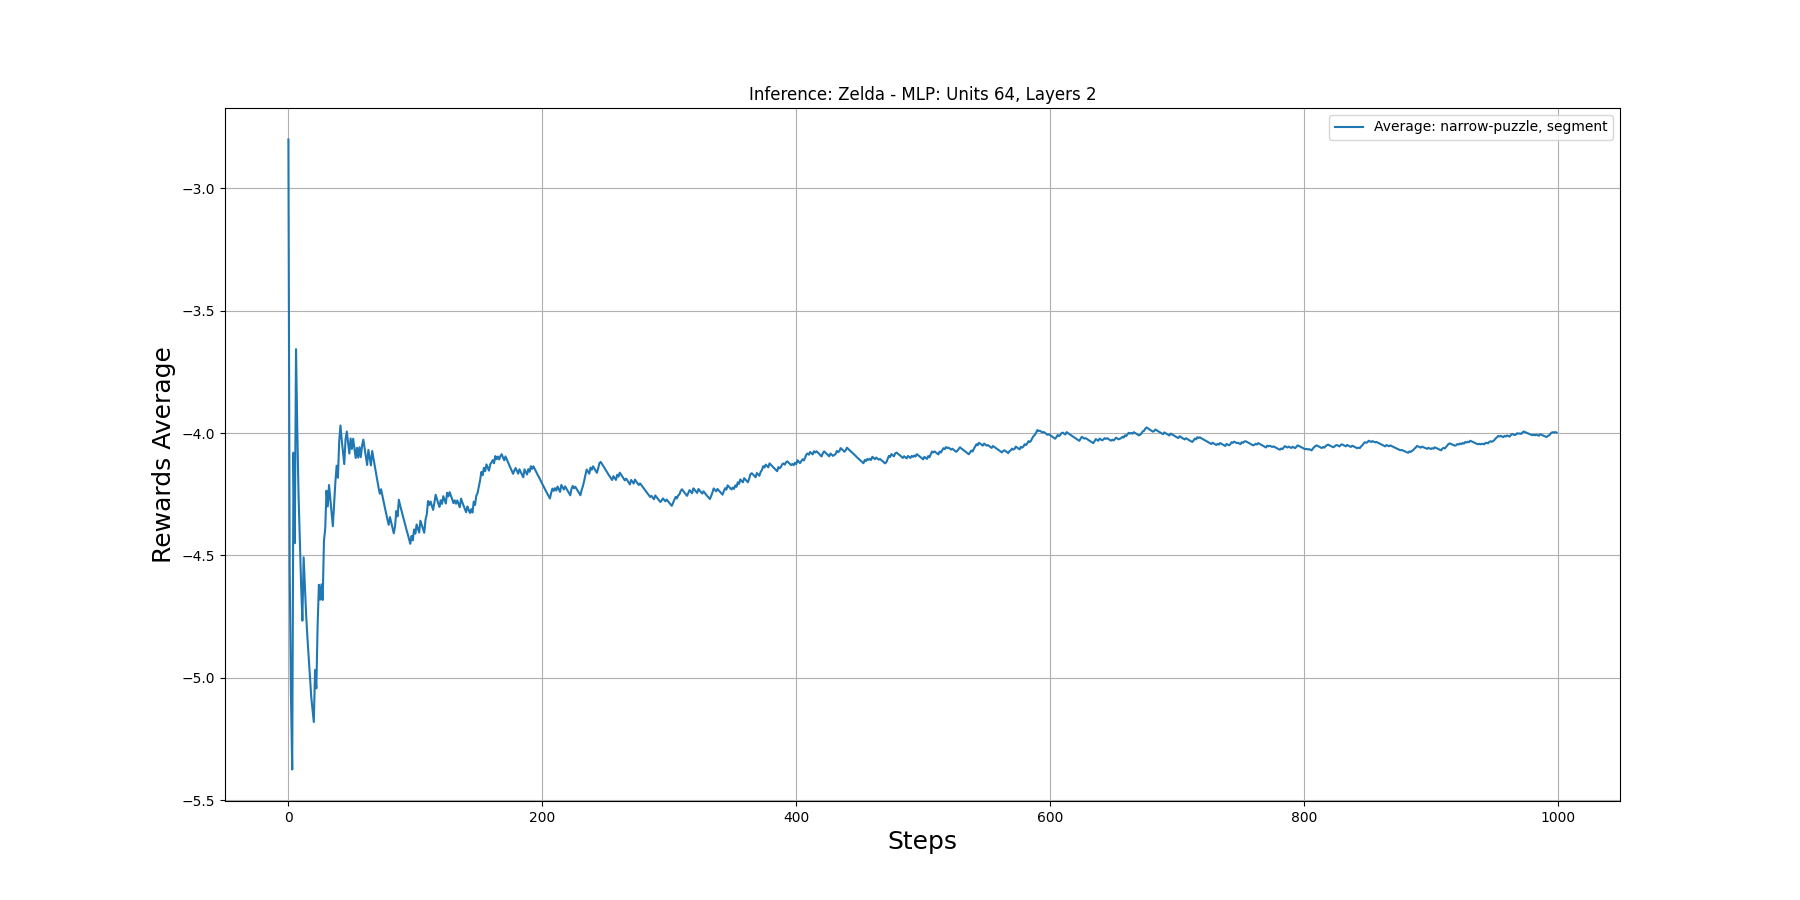 Inference: Zelda - MLP: Units 64, Layers 2
Average: narrow-puzzle, segment
Rewards Average
−3.0
−3.5
−4.0
−4.5
−5.0
−5.5
0 200 400 600 800 1000
Steps